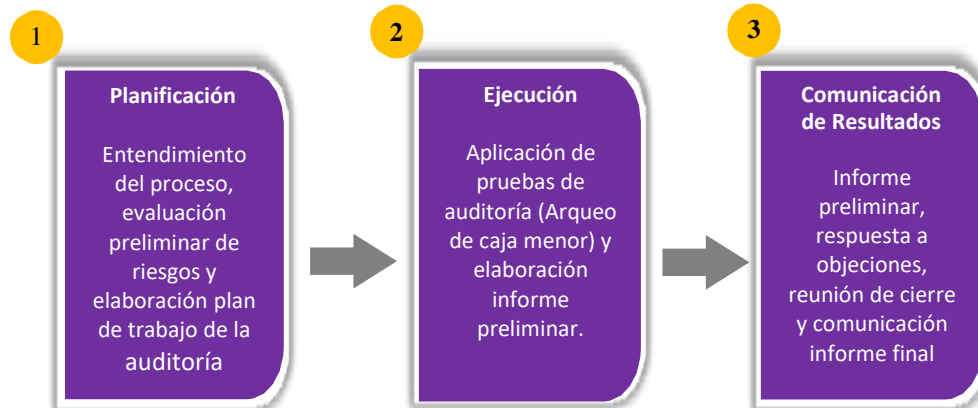 1
Planificación
Entendimiento
del proceso,
evaluación
preliminar de
riesgos y
elaboración plan
de trabajo de la
auditoría
2
Ejecución
Aplicación de
pruebas de
auditoría (Arqueo
de caja menor) y
elaboración
informe
preliminar.
3
Comunicación
de Resultados
Informe
preliminar,
respuesta a
objeciones,
reunión de cierre
y comunicación
informe final